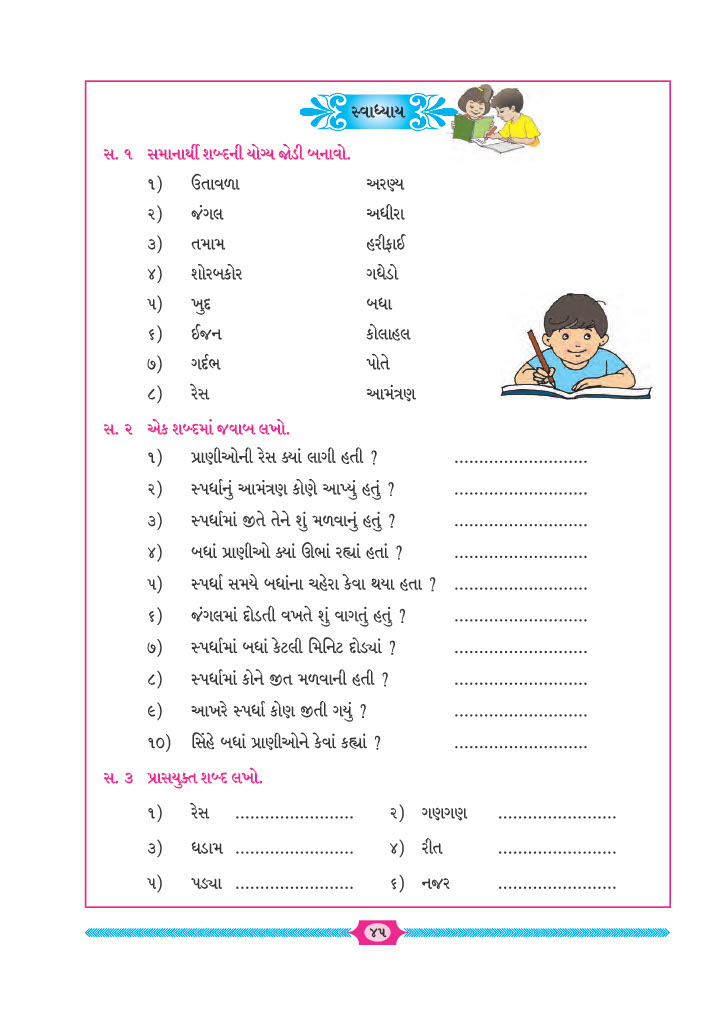 સ્વાધ્યાય
સ. ૧ સમાનાર્થી શબ્દની યોગ્ય જોડી બનાવો.
૧) ઉતાવળા અરણ્ય
૨) જંગલ અધીરા
૩) તમામ હરીફાઈ
૪) શોરબકોર ગધેડો
૫) ખુદ બધા
૬) ઈજન કોલાહલ
૭) ગર્દભ પોતે
૮) રેસ આમંત્રણ
સ. ૨ એક શબ્દમાં જવાબ લખો.
૧) પ્રાણીઓની રેસ ક્યાં લાગી હતી ? ...........................
૨) સ્પર્ધાનું આમંત્રણ કોણે આપ્યું હતું ? ...........................
૩) સ્પર્ધામાં જીતે તેને શું મળવાનું હતું ? ...........................
૪) બધાં પ્રાણીઓ ક્યાં ઊભાં રહ્યાં હતાં ? ...........................
૫) સ્પર્ધા સમયે બધાંના ચહેરા કેવા થયા હતા ? ...........................
૬) જંગલમાં દોડતી વખતે શું વાગતું હતું ? ...........................
૭) સ્પર્ધામાં બધાં કેટલી મિનિટ દોડ્યાં ? ...........................
૮) સ્પર્ધામાં કોને જીત મળવાની હતી ? ...........................
૯) આખરે સ્પર્ધા કોણ જીતી ગયું ? ...........................
૧૦) સિંહે બધાં પ્રાણીઓને કેવાં કહ્યાં ? ...........................
સ. ૩ પ્રાસયુક્ત શબ્દ લખો.
૧) રેસ ........................ ૨) ગણગણ ........................
૩) ધડામ ........................ ૪) રીત ........................
૫) પડ્યા ........................ ૬) નજર ........................
૪૫